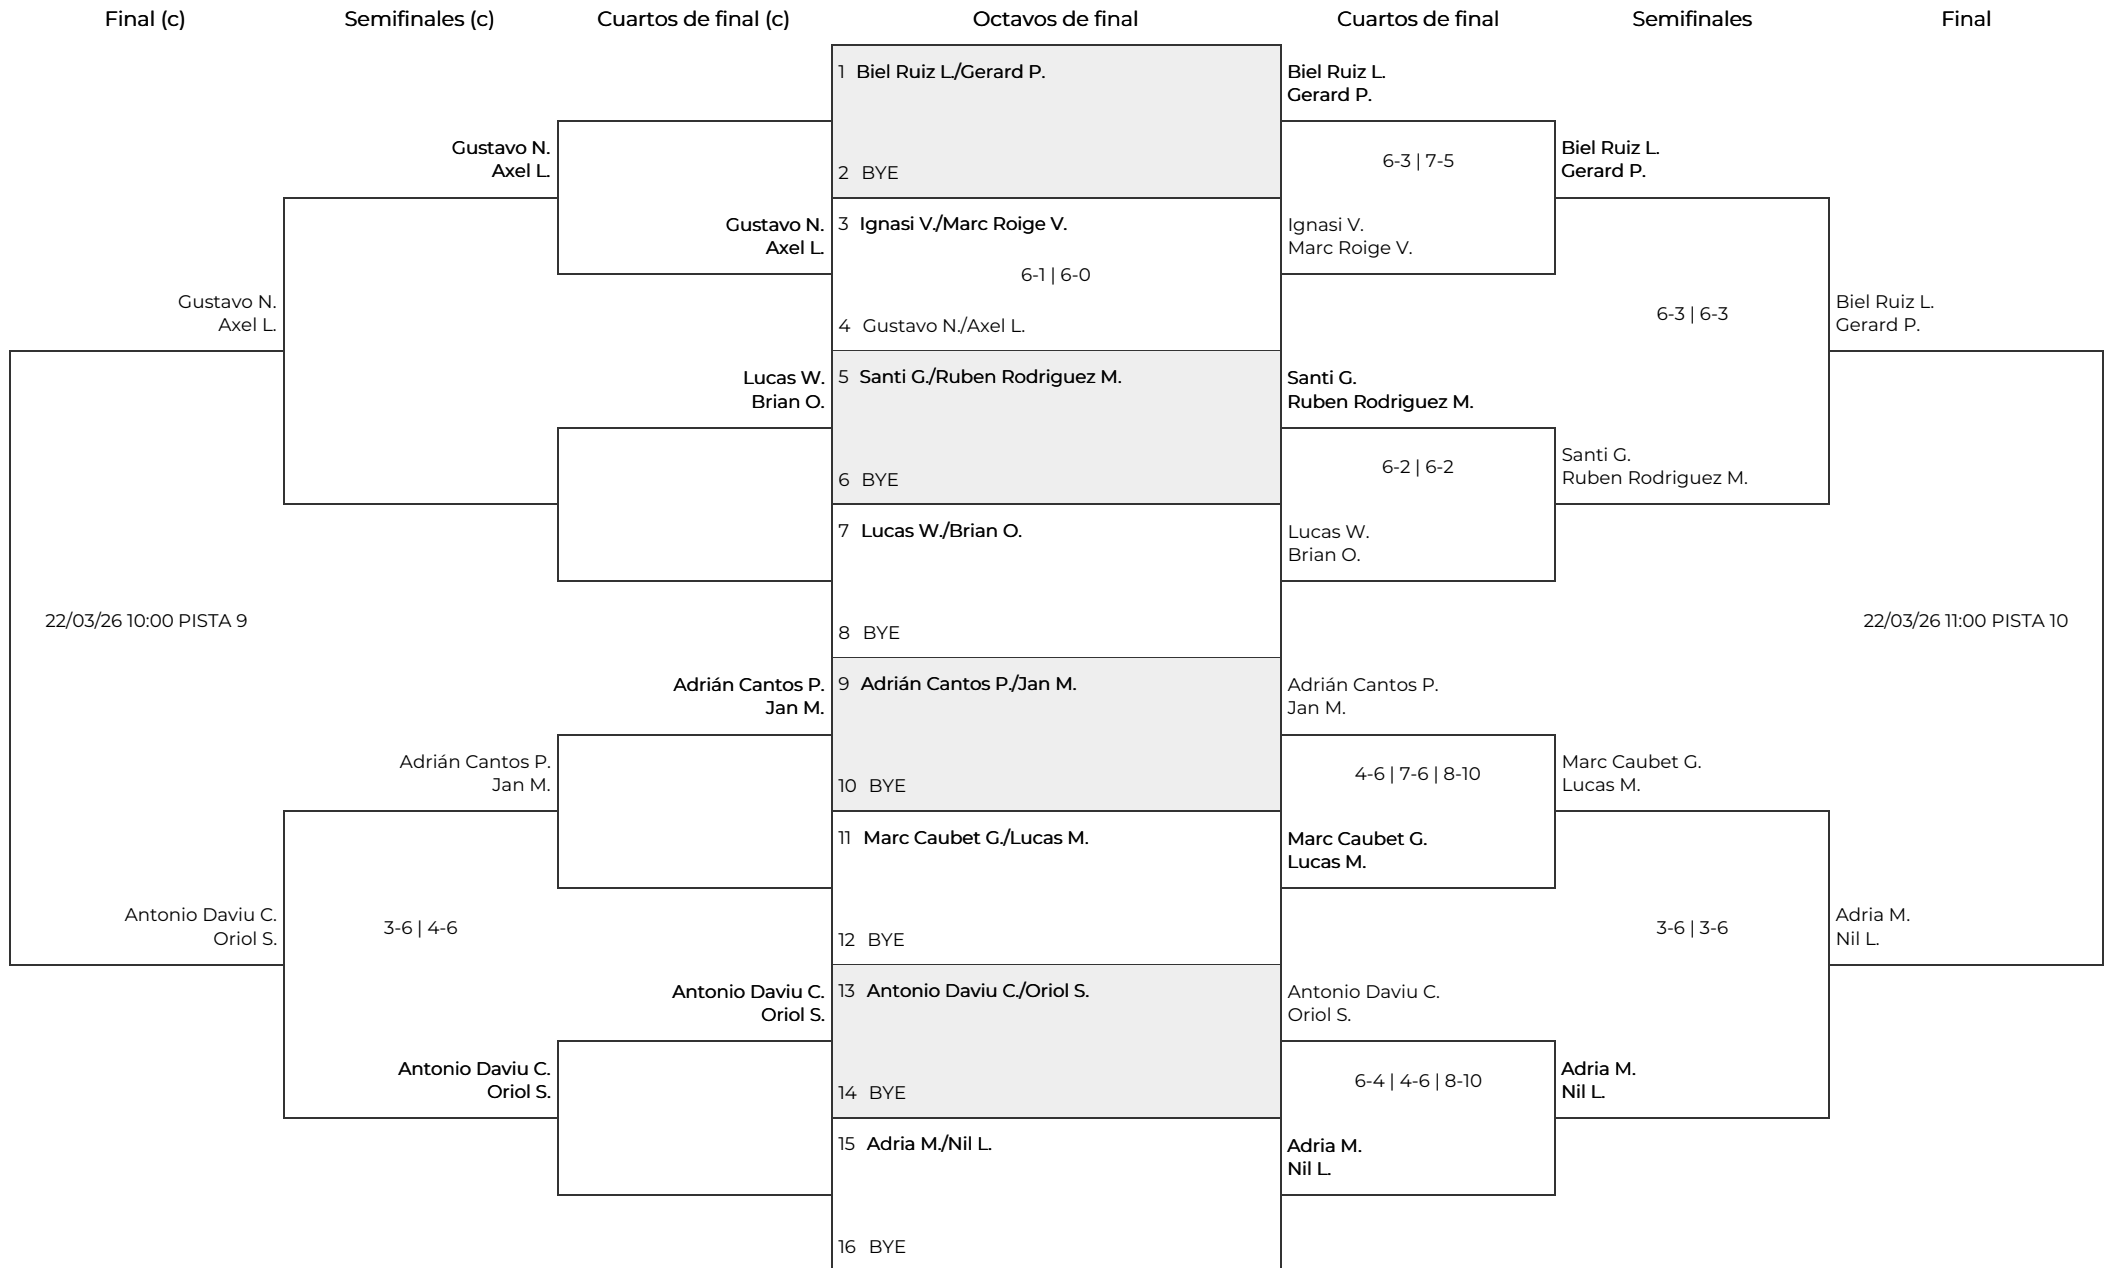 Final (c)
Semifinales (c)
Cuartos de final (c)
Octavos de final
Cuartos de final
Semifinales
Final
Gustavo N.
Axel L.
Antonio Daviu C.
Oriol S.
22/03/26 10:00 PISTA 9
Gustavo N.
Axel L.
Adrián Cantos P.
Jan M.
3-6 | 4-6
Antonio Daviu C.
Oriol S.
Gustavo N.
Axel L.
Lucas W.
Brian O.
Adrián Cantos P.
Jan M.
Antonio Daviu C.
Oriol S.
1 Biel Ruiz L./Gerard P.
2 BYE
3 Ignasi V./Marc Roige V.
6-1 | 6-0
4 Gustavo N./Axel L.
5 Santi G./Ruben Rodriguez M.
6 BYE
7 Lucas W./Brian O.
8 BYE
9 Adrián Cantos P./Jan M.
10 BYE
11 Marc Caubet G./Lucas M.
12 BYE
13 Antonio Daviu C./Oriol S.
14 BYE
15 Adria M./Nil L.
16 BYE
Biel Ruiz L.
Gerard P.
6-3 | 7-5
Ignasi V.
Marc Roige V.
Santi G.
Ruben Rodriguez M.
6-2 | 6-2
Lucas W.
Brian O.
Adrián Cantos P.
Jan M.
4-6 | 7-6 | 8-10
Marc Caubet G.
Lucas M.
Antonio Daviu C.
Oriol S.
6-4 | 4-6 | 8-10
Adria M.
Nil L.
Biel Ruiz L.
Gerard P.
6-3 | 6-3
Santi G.
Ruben Rodriguez M.
Marc Caubet G.
Lucas M.
3-6 | 3-6
Adria M.
Nil L.
Biel Ruiz L.
Gerard P.
22/03/26 11:00 PISTA 10
Adria M.
Nil L.